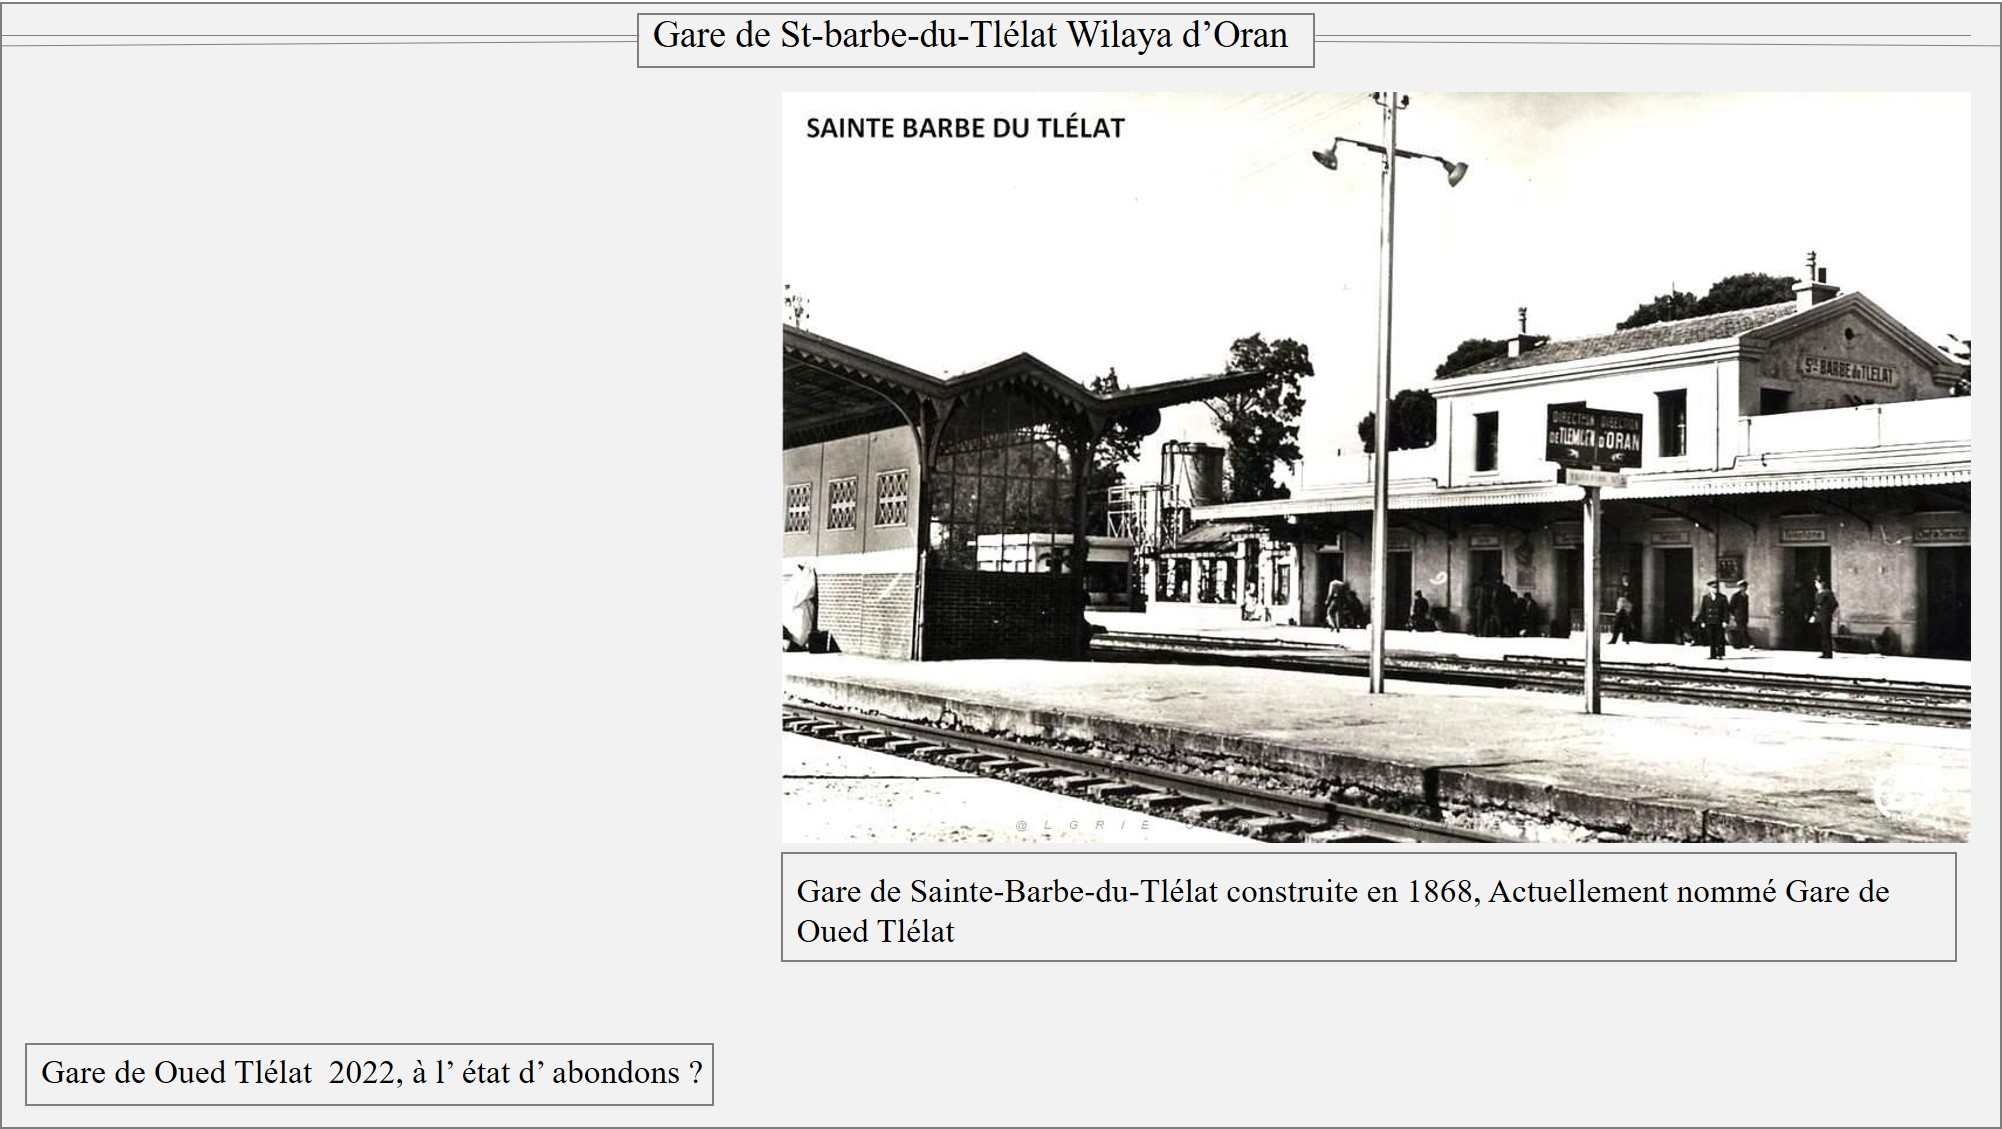 Gare de St-barbe-du-Tlélat Wilaya d’Oran
SAINTE BARBE DU TLÉLAT
Ste BARBE du TLELAT
DIRECTION DIRECTION
DE TLEMCEN D'ORAN
Gare de Sainte-Barbe-du-Tlélat construite en 1868, Actuellement nommé Gare de
Oued Tlélat
Gare de Oued Tlélat  2022, à l’ état d’ abondons ?